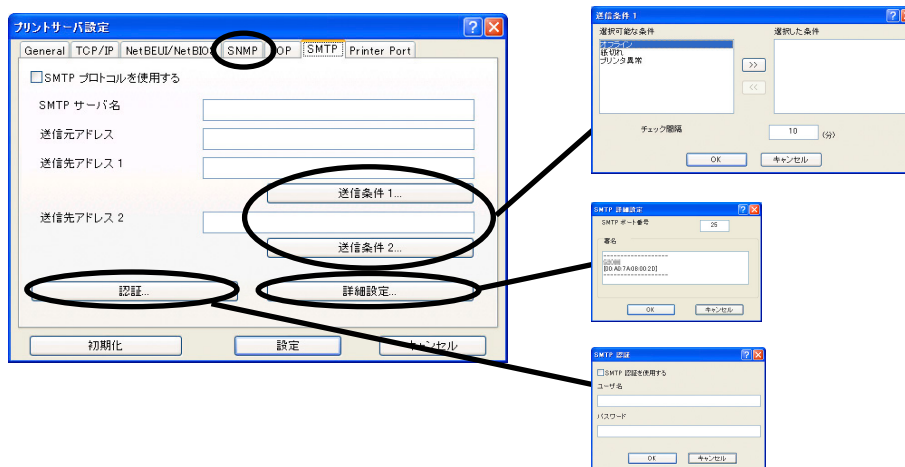 プリントサーバ設定
General TCP/IP NetBEUI/NetBIOS SNMP POP SMTP Printer Port
SMTP プロトコルを使用する
SMTP サーバ名
送信元アドレス
送信先アドレス 1
送信条件 1...
送信先アドレス 2
送信条件 2...
認証... 詳細設定...
初期化 設定 キャンセル
送信条件 1
選択可能な条件 選択した条件
オフライン
紙切れ
プリンタ異常
>>
<<
チェック間隔 10 (分)
OK キャンセル
SMTP 詳細設定
SMTP ポート番号 25
署名
--------------------
[00:A0:7A:08:00:2D]
--------------------
OK キャンセル
SMTP 認証
SMTP 認証を使用する
ユーザ名
パスワード
OK キャンセル